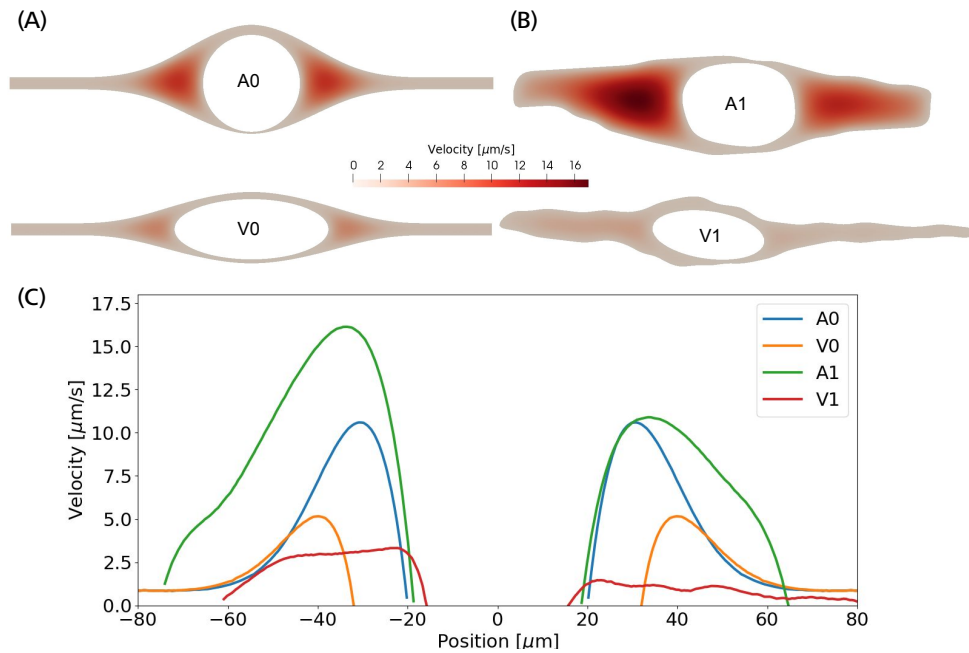 (A)
(B)
A0
A1
Velocity [μm/s]
0 2 4 6 8 10 12 14 16
V0
V1
(C)
17.5
15.0
12.5
10.0
7.5
5.0
2.5
0.0
Velocity [μm/s]
A0
V0
A1
V1
−80 −60 −40 −20 0 20 40 60 80
Position [μm]